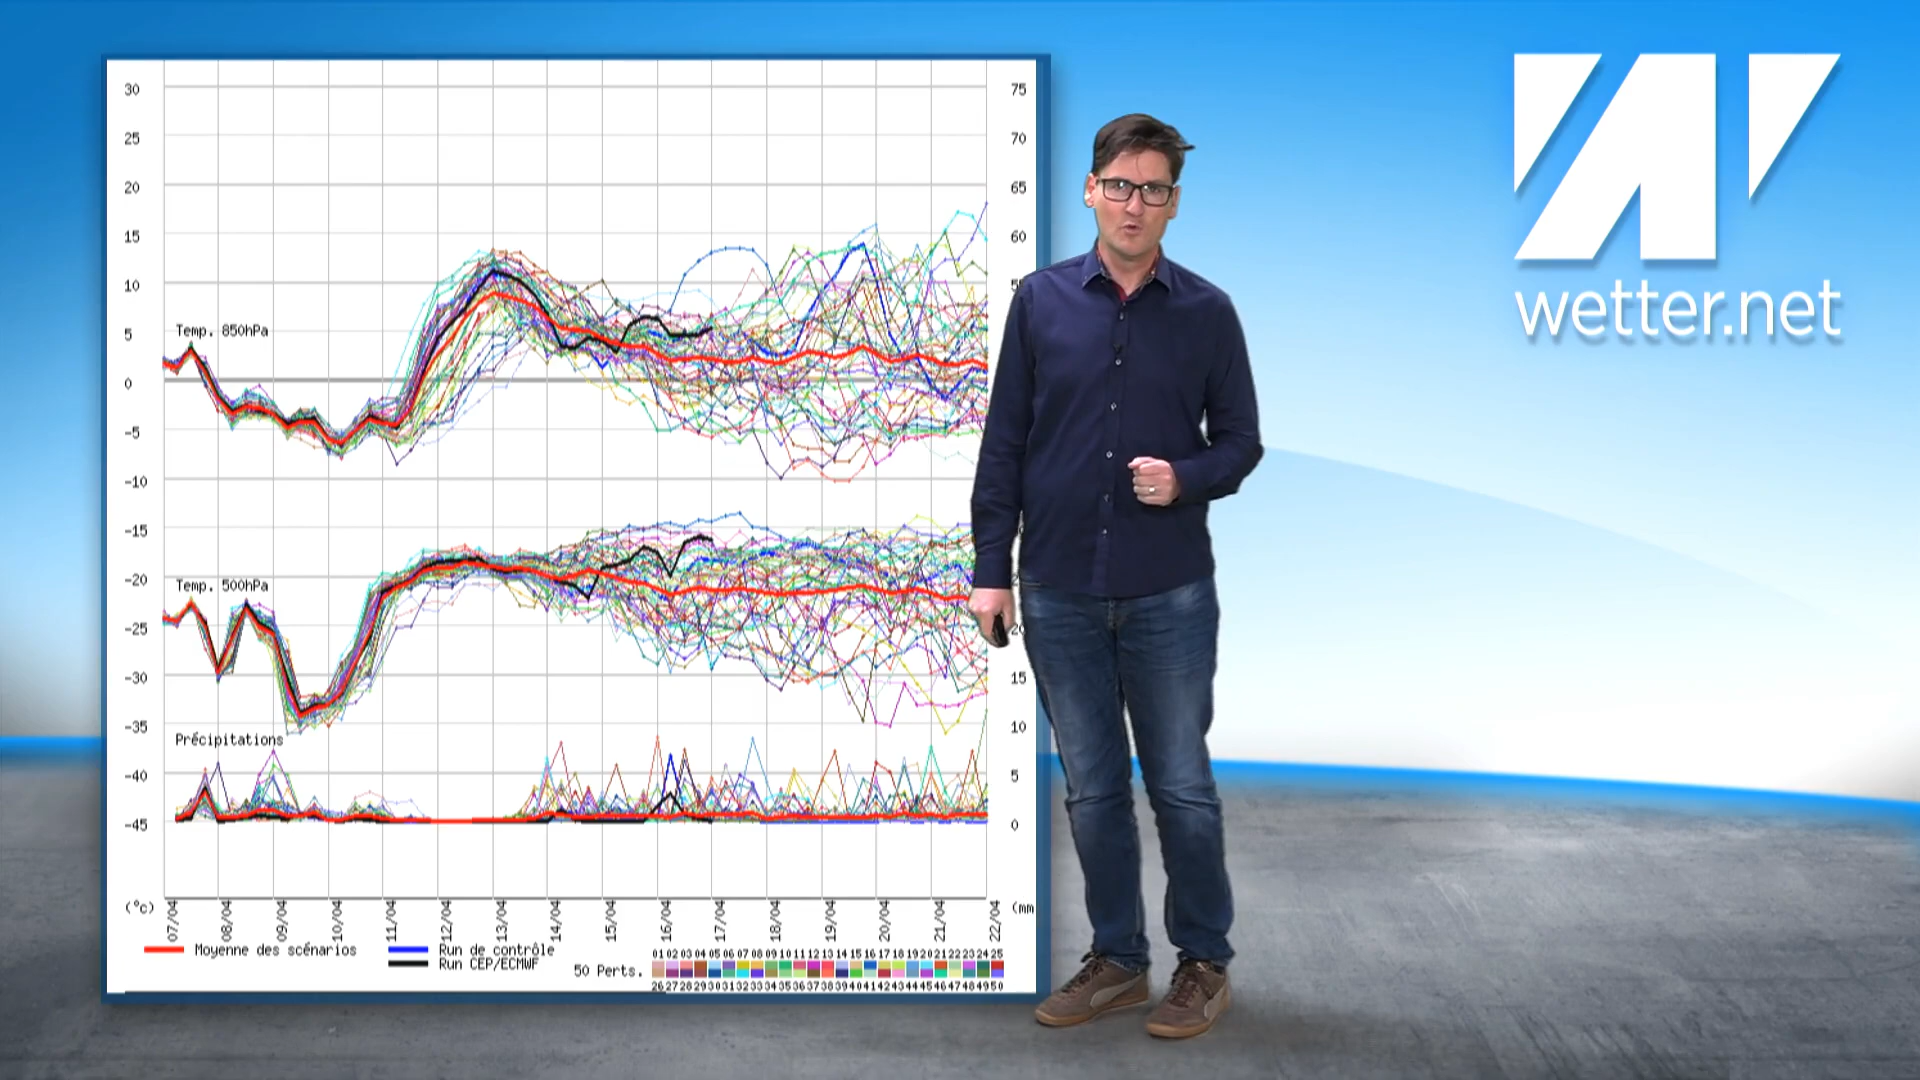 30
25
20
15
10
5
0
-5
-10
-15
-20
-25
-30
-35
-40
-45
(°c)
75
70
65
60
15
10
5
0
(mm
Temp. 850hPa
Temp. 500hPa
Précipitations
07/04 08/04 09/04 10/04 11/04 12/04 13/04 14/04 15/04 16/04 17/04 18/04 19/04 20/04 21/04 22/04
Moyenne des scénarios
Run de contrôle
Run CEP/ECMWF
50 Perts.
01 02 03 04 05 06 07 08 09 10 11 12 13 14 15 16 17 18 19 20 21 22 23 24 25
26 27 28 29 30 31 32 33 34 35 36 37 38 39 40 41 42 43 44 45 46 47 48 49 50
wetter.net